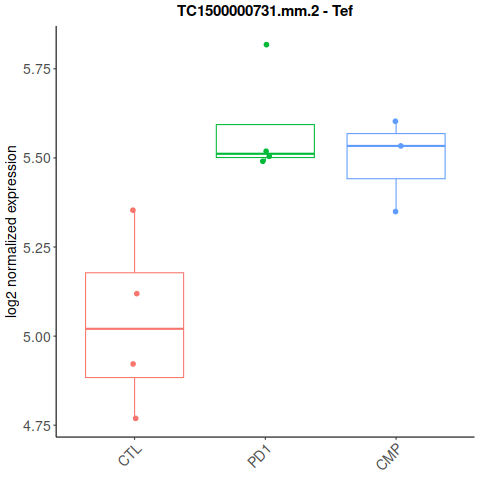 TC1500000731.mm.2 - Tef
log2 normalized expression
5.75
5.50
5.25
5.00
4.75
CTL
PD1
CMP